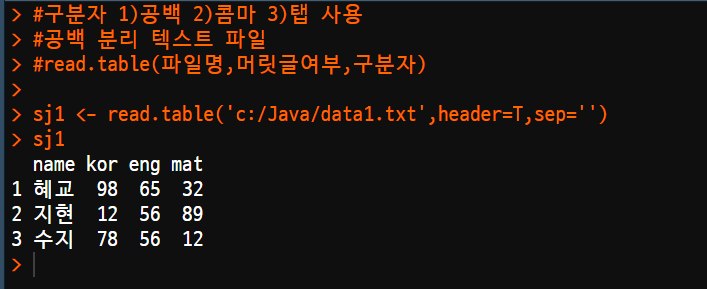 > #구분자 1)공백 2)콤마 3)탭 사용
> #공백 분리 텍스트 파일
> #read.table(파일명,머릿글여부,구분자)
>
> sj1 <- read.table('c:/Java/data1.txt',header=T,sep='')
> sj1
  name kor eng mat
1 혜교  98  65  32
2 지현  12  56  89
3 수지  78  56  12
>